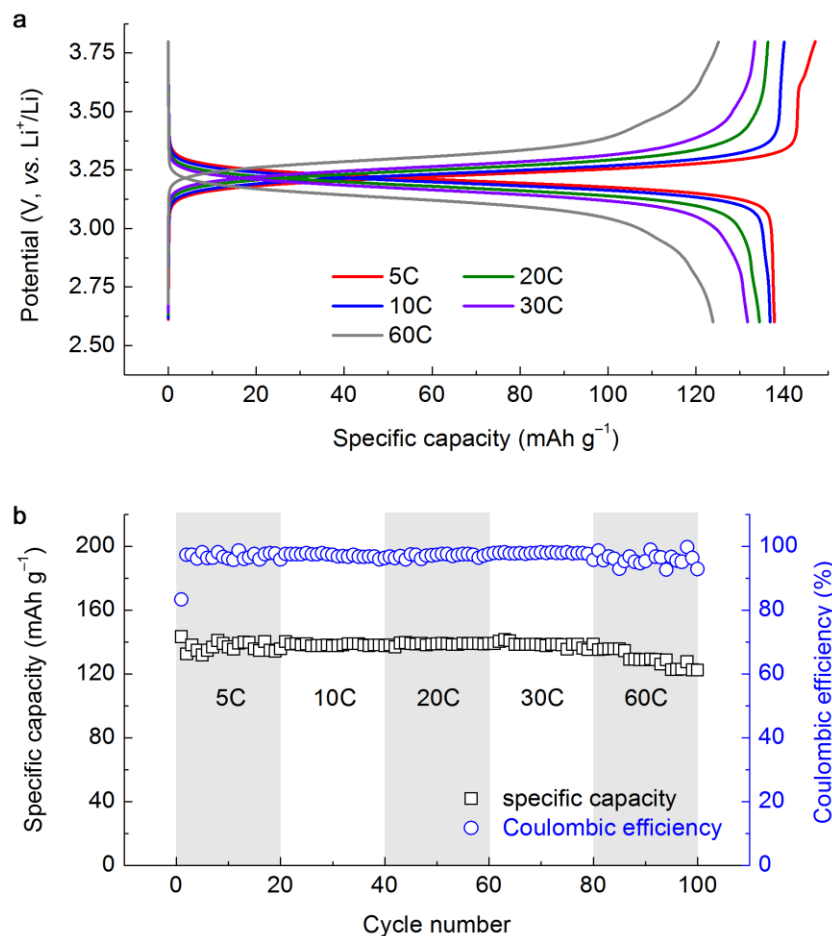 a
3.75
3.50
3.25
3.00
2.75
2.50
Potential (V, vs. Li⁺/Li)
5C
20C
10C
30C
60C
0
20
40
60
80
100
120
140
Specific capacity (mAh g⁻¹)
b
200
160
120
80
40
0
Specific capacity (mAh g⁻¹)
100
80
60
40
20
0
Coulombic efficiency (%)
5C
10C
20C
30C
60C
specific capacity
Coulombic efficiency
0
20
40
60
80
100
Cycle number